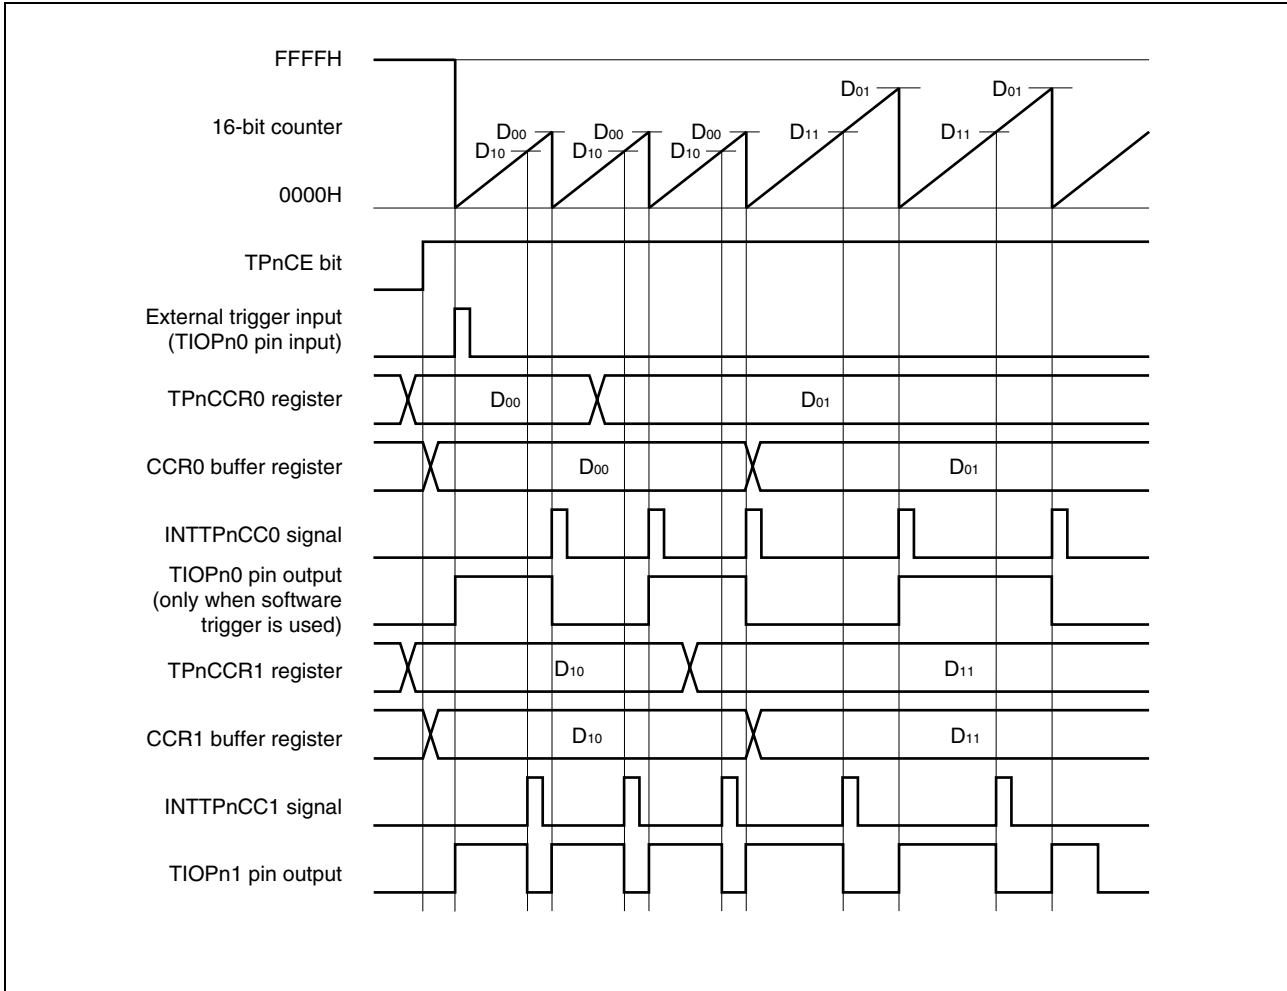 FFFFH
D01 D01
16-bit counter D00 D00 D00 D11 D11
D10 D10 D10
0000H
TPnCE bit
External trigger input
(TIOPn0 pin input)
TPnCCR0 register D00 D01
CCR0 buffer register D00 D01
INTTPnCC0 signal
TIOPn0 pin output
(only when software
trigger is used)
TPnCCR1 register D10 D11
CCR1 buffer register D10 D11
INTTPnCC1 signal
TIOPn1 pin output